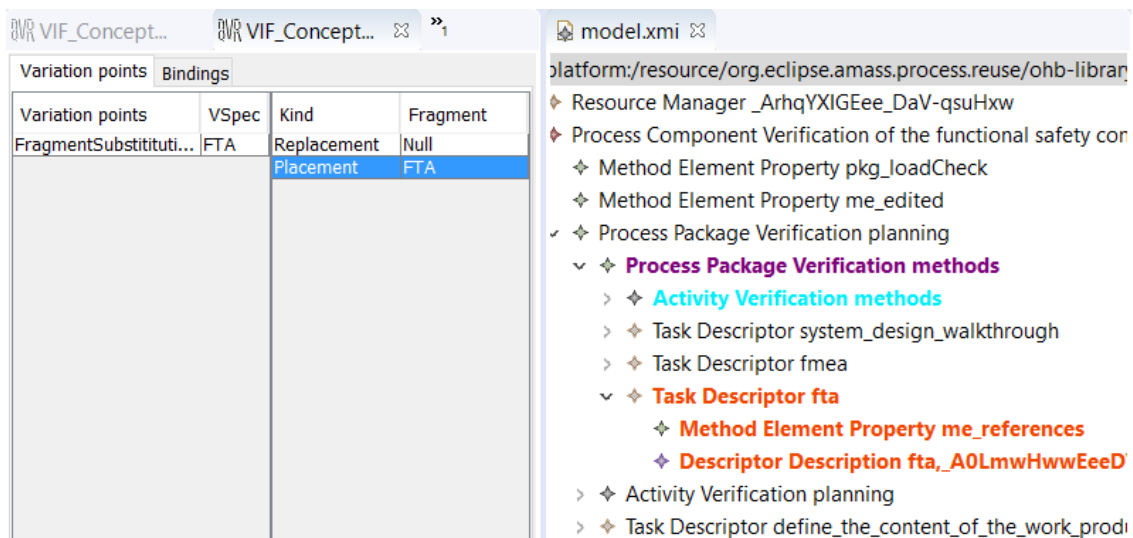 VIF_Concept... VIF_Concept... »1
Variation points Bindings
Variation points VSpec Kind Fragment
FragmentSubstitituti... FTA Replacement Null
Placement FTA
model.xmi
platform:/resource/org.eclipse.amass.process.reuse/ohb-library
Resource Manager _ArhqYXIGEee_DaV-qsuHxw
Process Component Verification of the functional safety con
Method Element Property pkg_loadCheck
Method Element Property me_edited
Process Package Verification planning
Process Package Verification methods
Activity Verification methods
Task Descriptor system_design_walkthrough
Task Descriptor fmea
Task Descriptor fta
Method Element Property me_references
Descriptor Description fta,_A0LmwHwwEeeD
Activity Verification planning
Task Descriptor define_the_content_of_the_work_produ